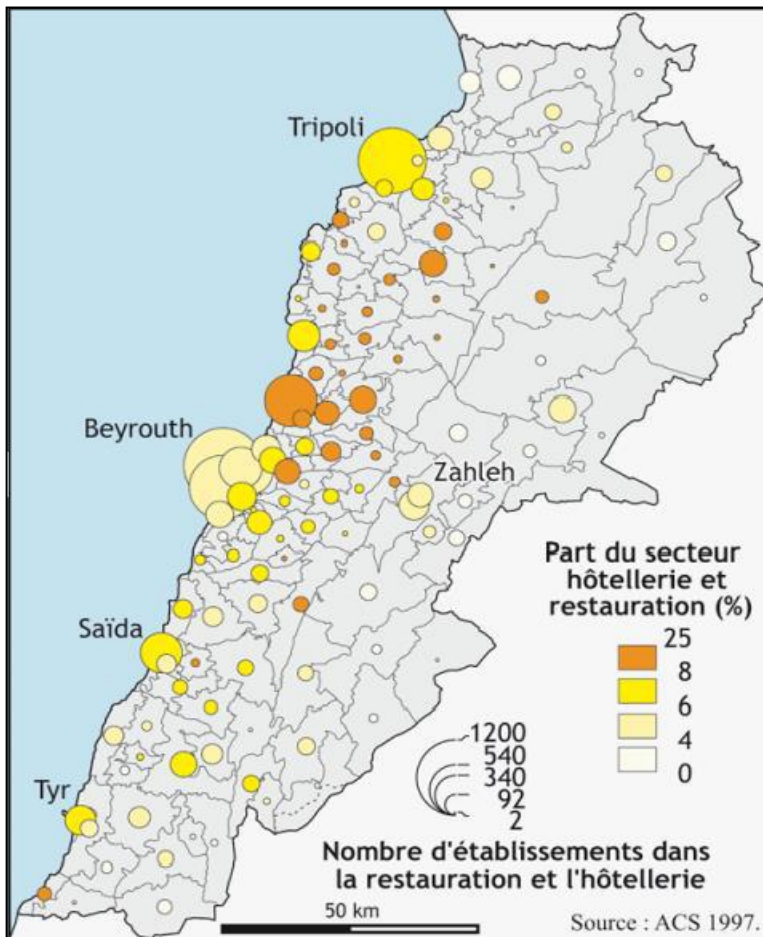 Tripoli
Beyrouth
Zahleh
Saïda
Tyr
Part du secteur
hôtellerie et
restauration (%)
25
8
6
4
0
1200
540
340
92
2
Nombre d'établissements dans
la restauration et l'hôtellerie
50 km
Source : ACS 1997.